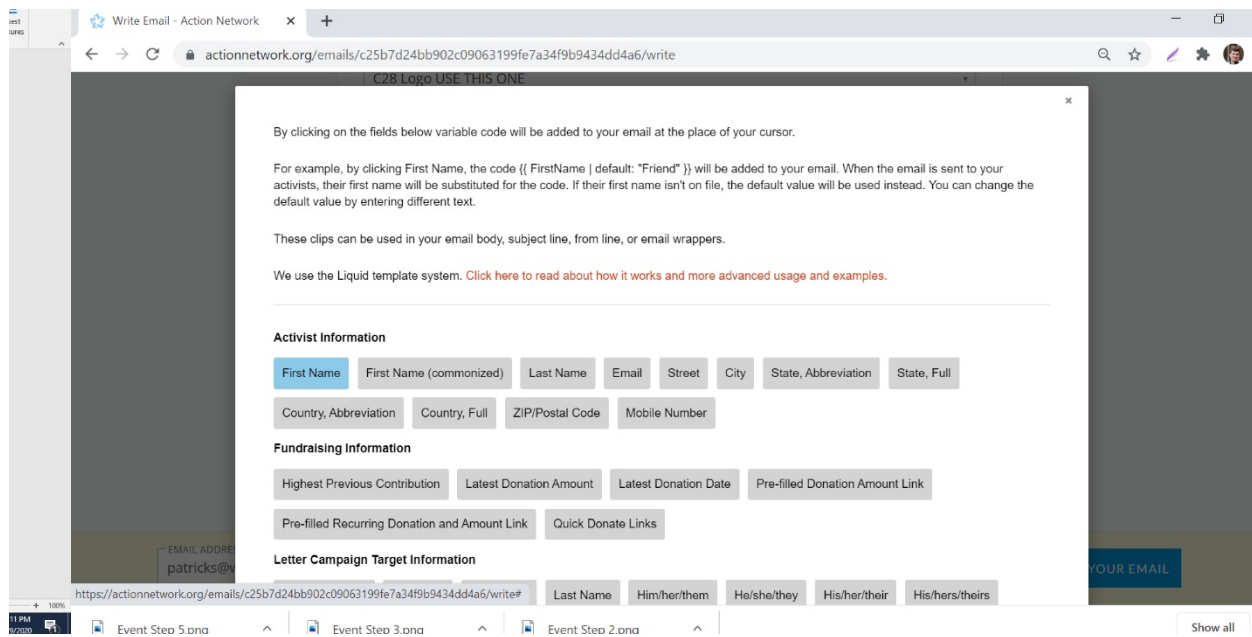 Write Email - Action Network
actionnetwork.org/emails/c25b7d24bb902c09063199fe7a34f9b9434dd4a6/write
C28 Logo USE THIS ONE
By clicking on the fields below variable code will be added to your email at the place of your cursor.
For example, by clicking First Name, the code {{ FirstName | default: "Friend" }} will be added to your email. When the email is sent to your
activists, their first name will be substituted for the code. If their first name isn't on file, the default value will be used instead. You can change the
default value by entering different text.
These clips can be used in your email body, subject line, from line, or email wrappers.
We use the Liquid template system. Click here to read about how it works and more advanced usage and examples.
Activist Information
First Name First Name (commonized) Last Name Email Street City State, Abbreviation State, Full
Country, Abbreviation Country, Full ZIP/Postal Code Mobile Number
Fundraising Information
Highest Previous Contribution Latest Donation Amount Latest Donation Date Pre-filled Donation Amount Link
Pre-filled Recurring Donation and Amount Link Quick Donate Links
EMAIL ADDRE
patricks@w
Letter Campaign Target Information
YOUR EMAIL
https://actionnetwork.org/emails/c25b7d24bb902c09063199fe7a34f9b9434dd4a6/write#
Last Name Him/her/them He/she/they His/her/their His/hers/theirs
100%
11 PM
9/2020
Event Step 5.png Event Step 3.png Event Step 2.png Show all